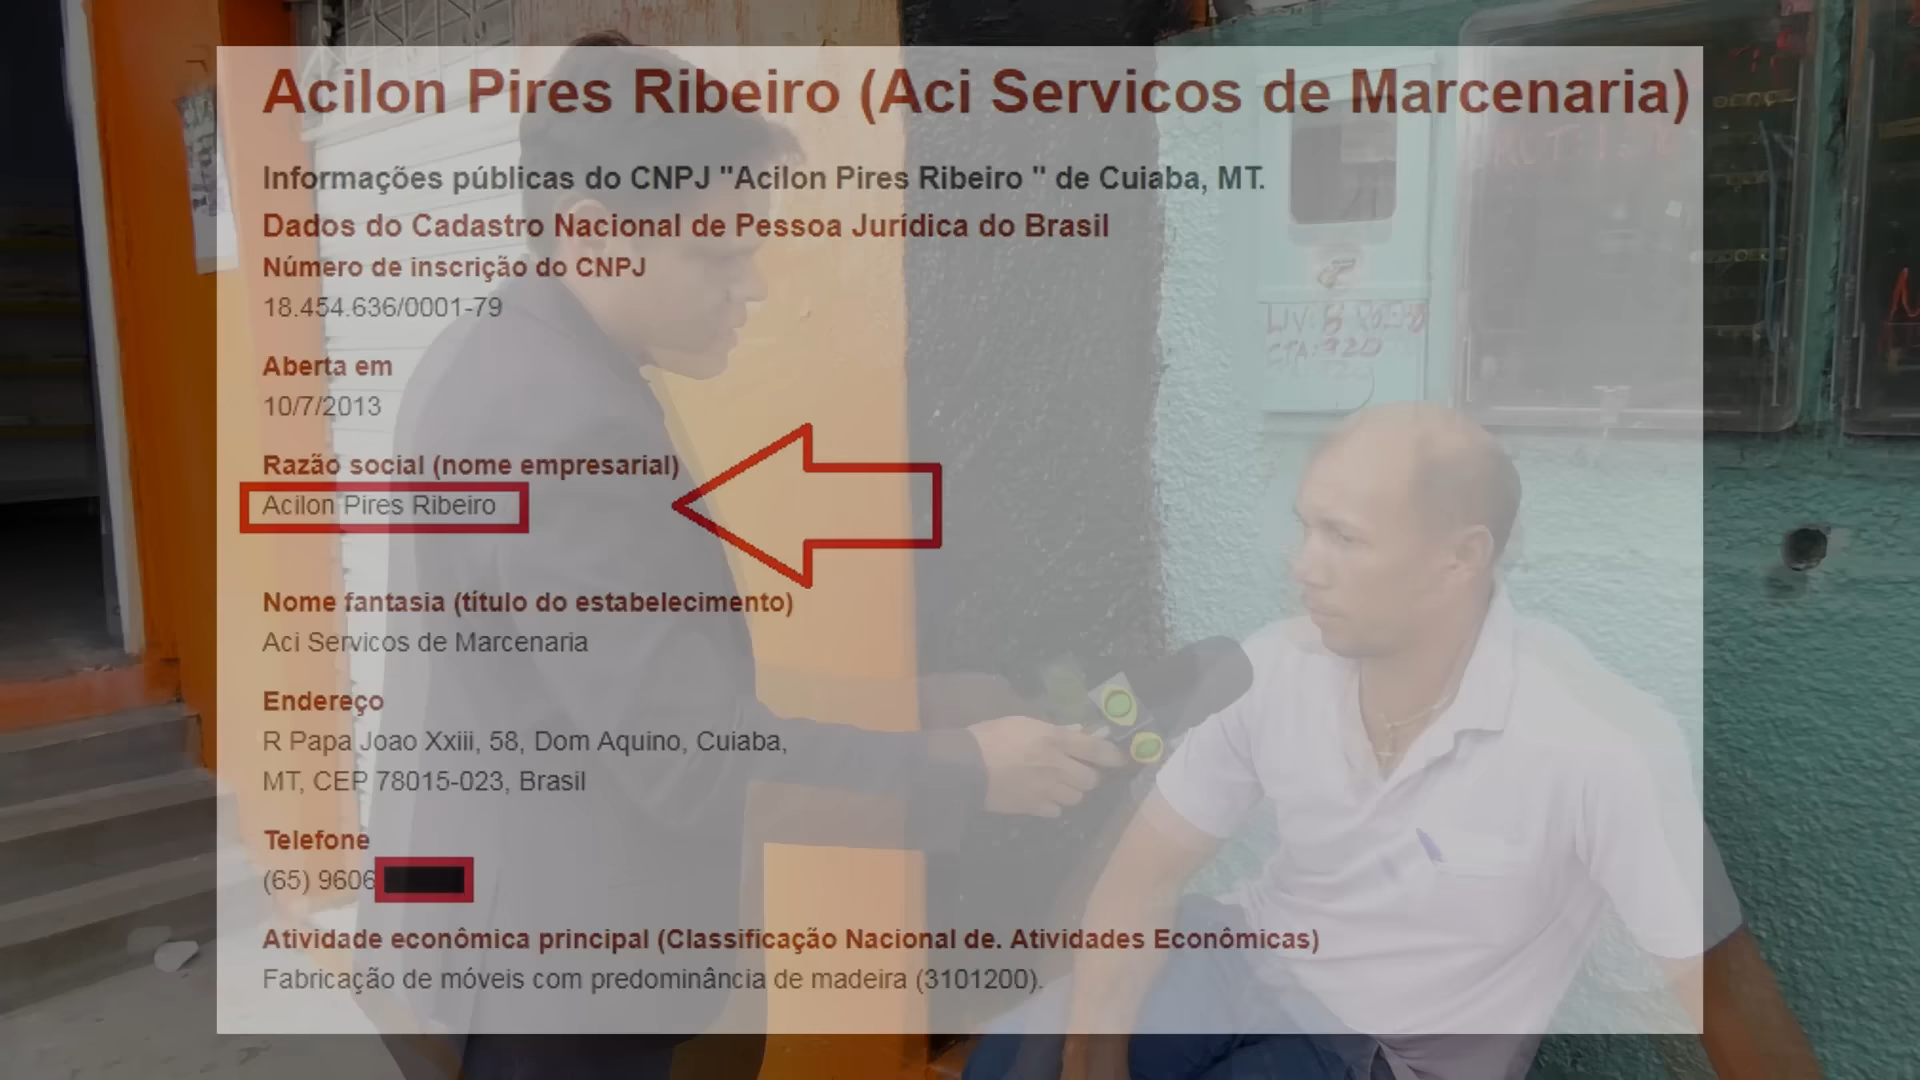 Acilon Pires Ribeiro (Aci Servicos de Marcenaria)
Informações públicas do CNPJ "Acilon Pires Ribeiro " de Cuiaba, MT.
Dados do Cadastro Nacional de Pessoa Jurídica do Brasil
Número de inscrição do CNPJ
18.454.636/0001-79
Aberta em
10/7/2013
Razão social (nome empresarial)
Acilon Pires Ribeiro
Nome fantasia (título do estabelecimento)
Aci Servicos de Marcenaria
Endereço
R Papa Joao Xxiii, 58, Dom Aquino, Cuiaba,
MT, CEP 78015-023, Brasil
Telefone
(65) 9606
Atividade econômica principal (Classificação Nacional de. Atividades Econômicas)
Fabricação de móveis com predominância de madeira (3101200).